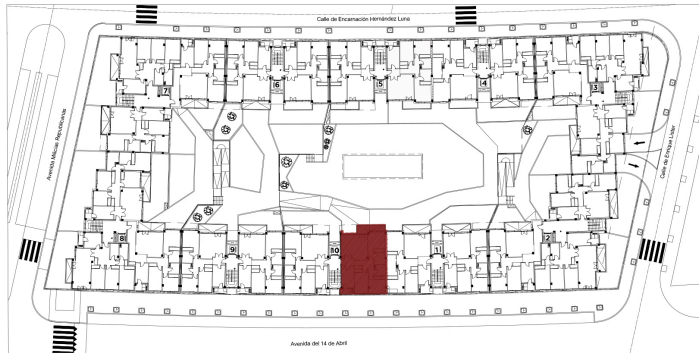 Calle de Encarnación Hernández Luna
6
5
4
7
3
Avenida Milicias Republicanas
Calle de Enrique Líster
8
9
10
1
2
Avenida del 14 de Abril